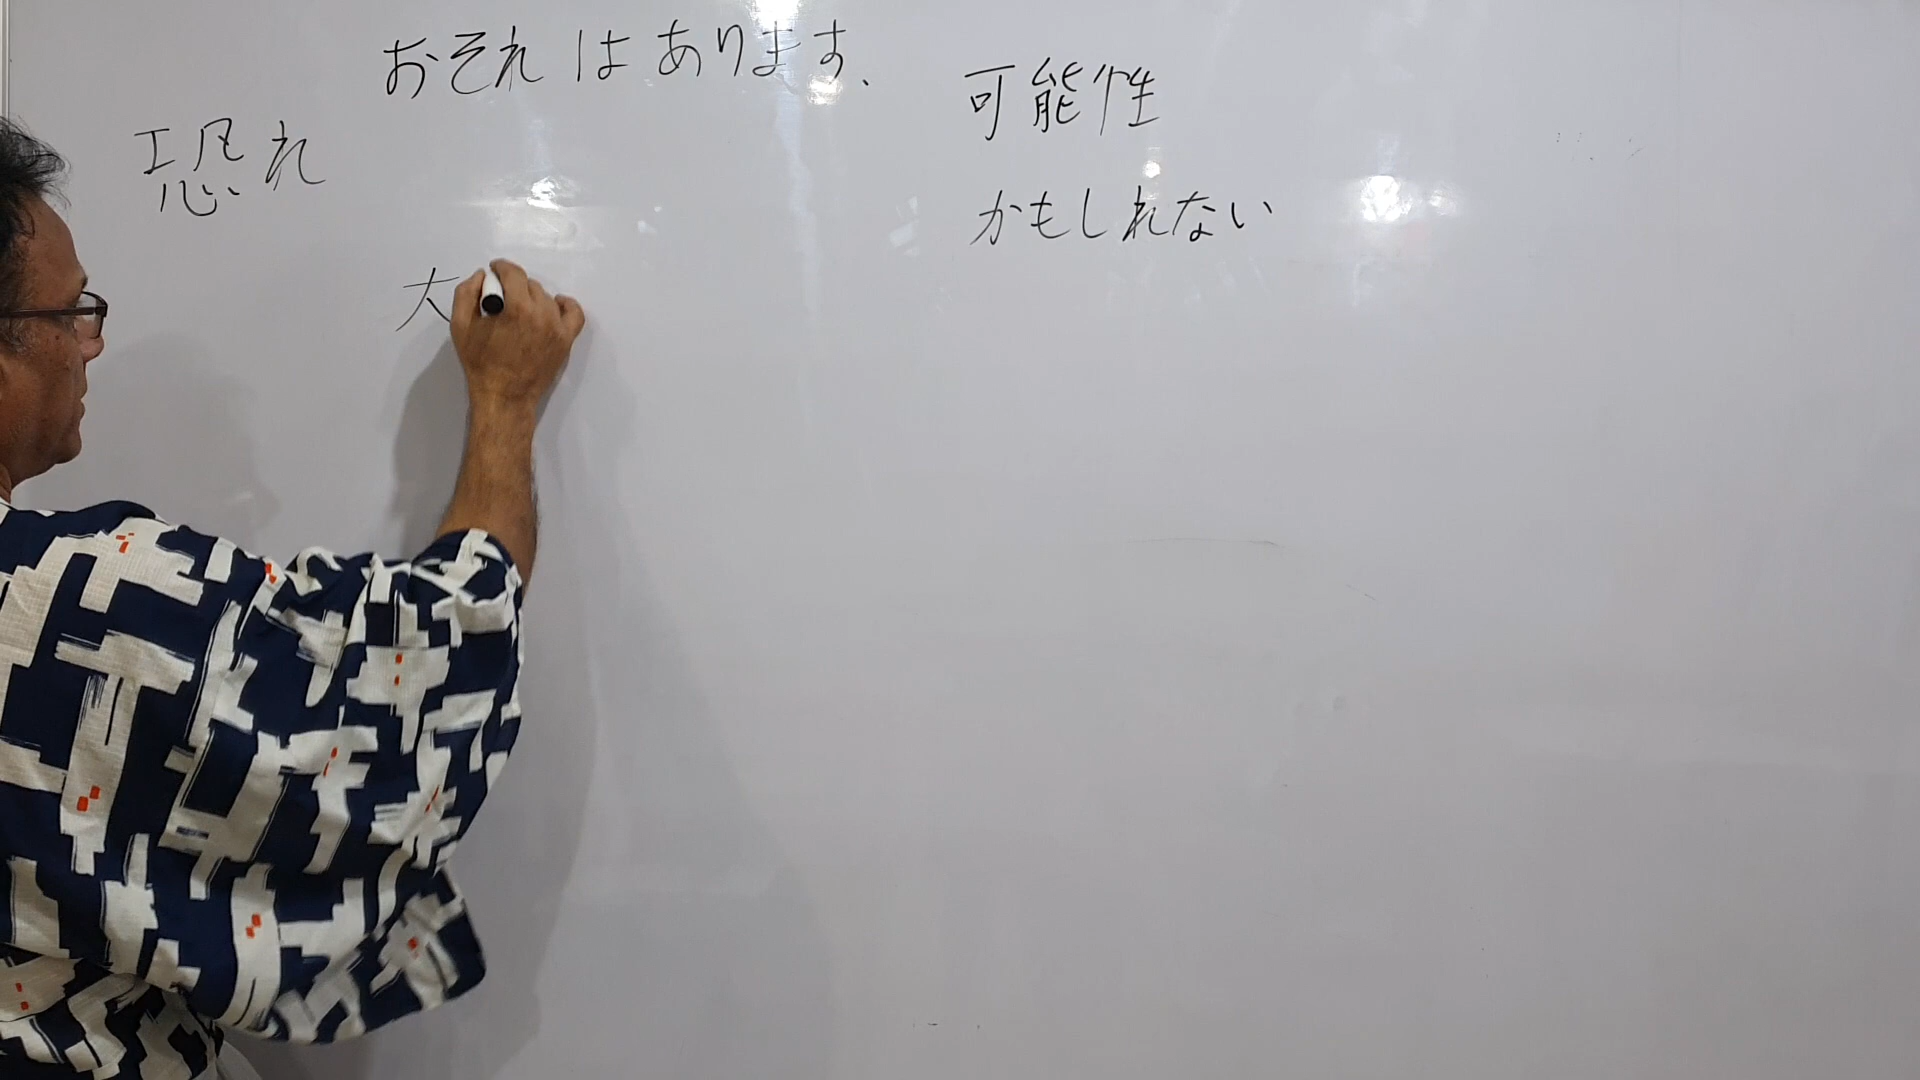 おそれはあります.
可能性
恐れ
かもしれない
大